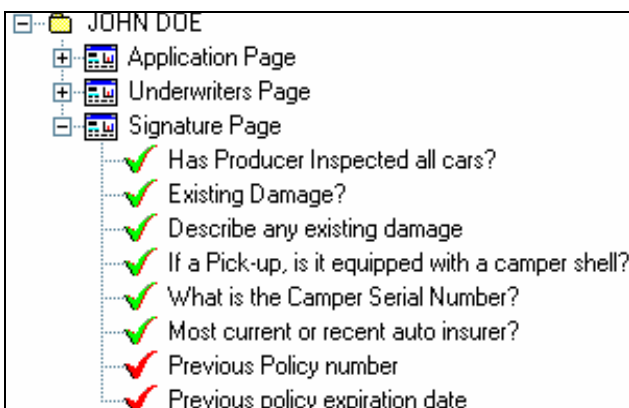 JOHN DOE
Application Page
Underwriters Page
Signature Page
Has Producer Inspected all cars?
Existing Damage?
Describe any existing damage
If a Pick-up, is it equipped with a camper shell?
What is the Camper Serial Number?
Most current or recent auto insurer?
Previous Policy number
Previous policy expiration date